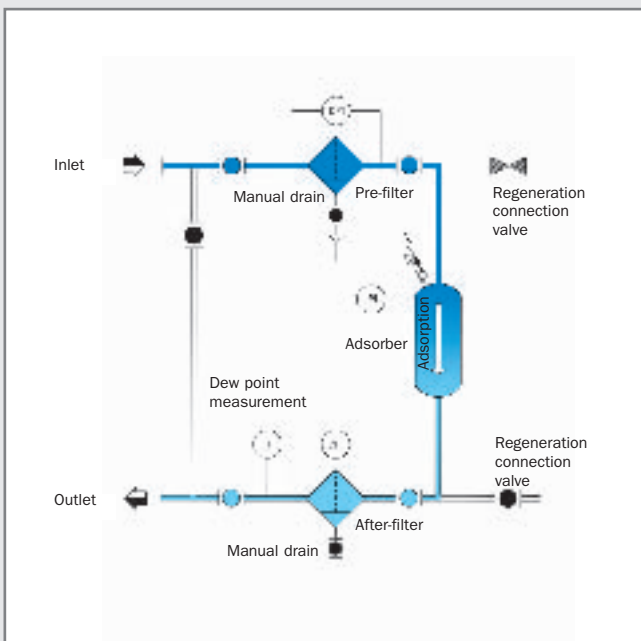 Inlet
Manual drain
Pre-filter
Regeneration
connection
valve
Adsorber
Adsorption
Dew point
measurement
Regeneration
connection
valve
Outlet
After-filter
Manual drain